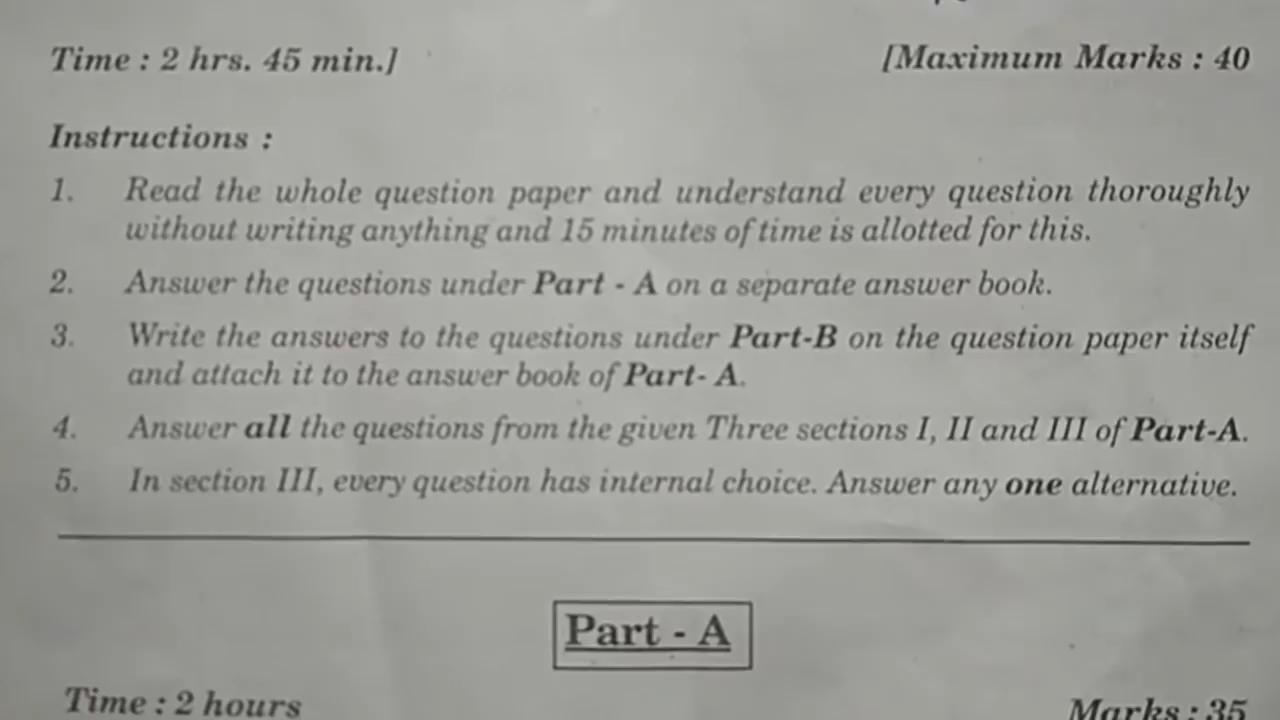 Time : 2 hrs. 45 min.] [Maximum Marks : 40
Instructions :
1. Read the whole question paper and understand every question thoroughly
without writing anything and 15 minutes of time is allotted for this.
2. Answer the questions under Part - A on a separate answer book.
3. Write the answers to the questions under Part-B on the question paper itself
and attach it to the answer book of Part- A.
4. Answer all the questions from the given Three sections I, II and III of Part-A.
5. In section III, every question has internal choice. Answer any one alternative.
Part - A
Time : 2 hours Marks : 35